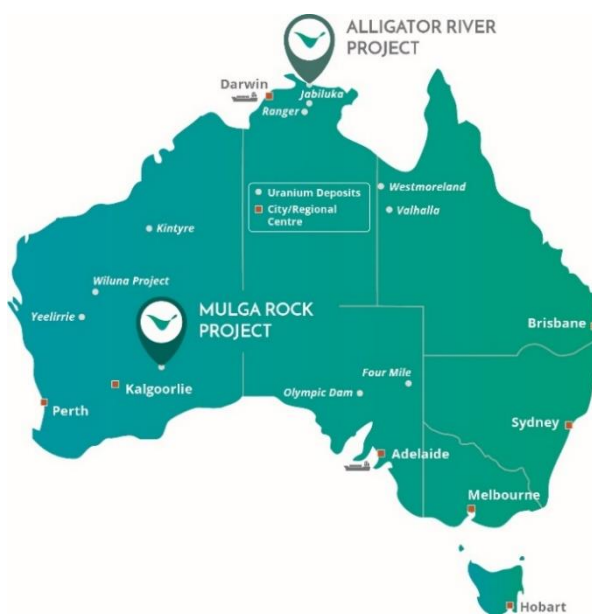 ALLIGATOR RIVER
PROJECT
Darwin
Jabiluka
Ranger
Uranium Deposits
City/Regional
Centre
Westmoreland
Valhalla
Kintyre
Wiluna Project
Yeelirrie
MULGA ROCK
PROJECT
Brisbane
Four Mile
Olympic Dam
Kalgoorlie
Perth
Sydney
Adelaide
Melbourne
Hobart